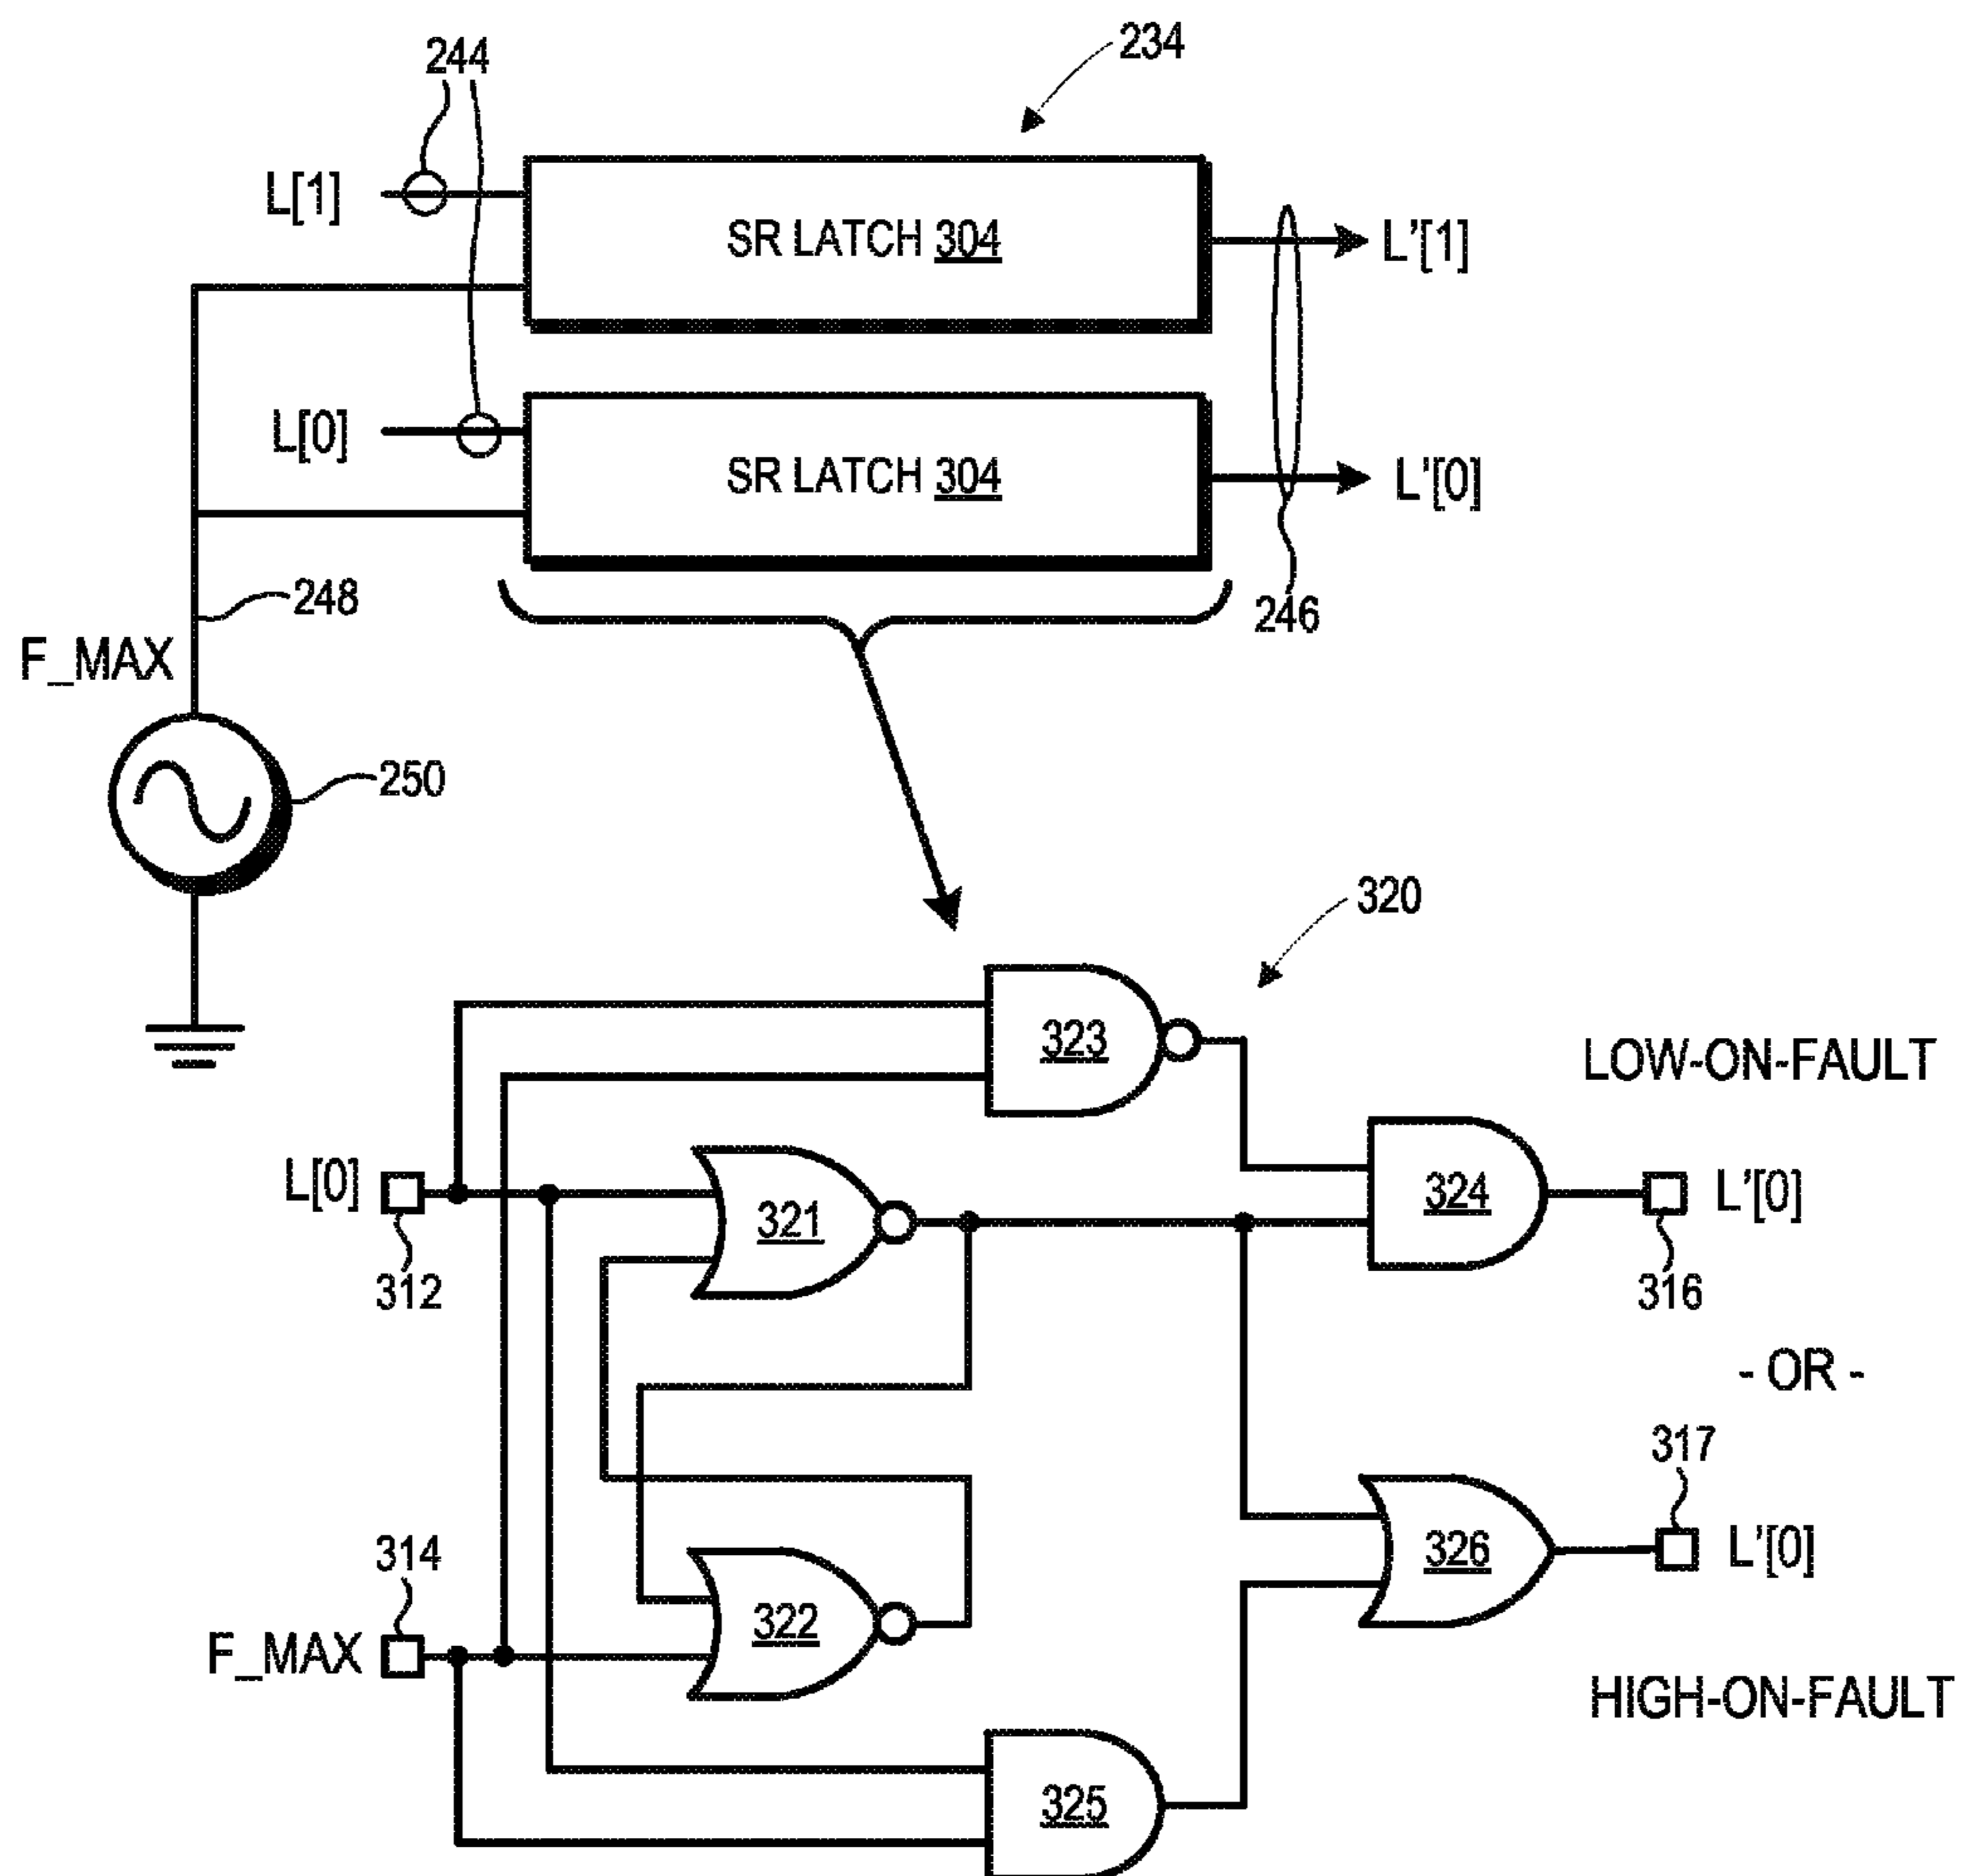 244
234
L[1]
SR LATCH 304
L'[1]
L[0]
SR LATCH 304
L'[0]
248
246
F_MAX
250
320
323
LOW-ON-FAULT
L[0]
321
324
L'[0]
312
316
- OR -
317
314
326
L'[0]
322
F_MAX
HIGH-ON-FAULT
325